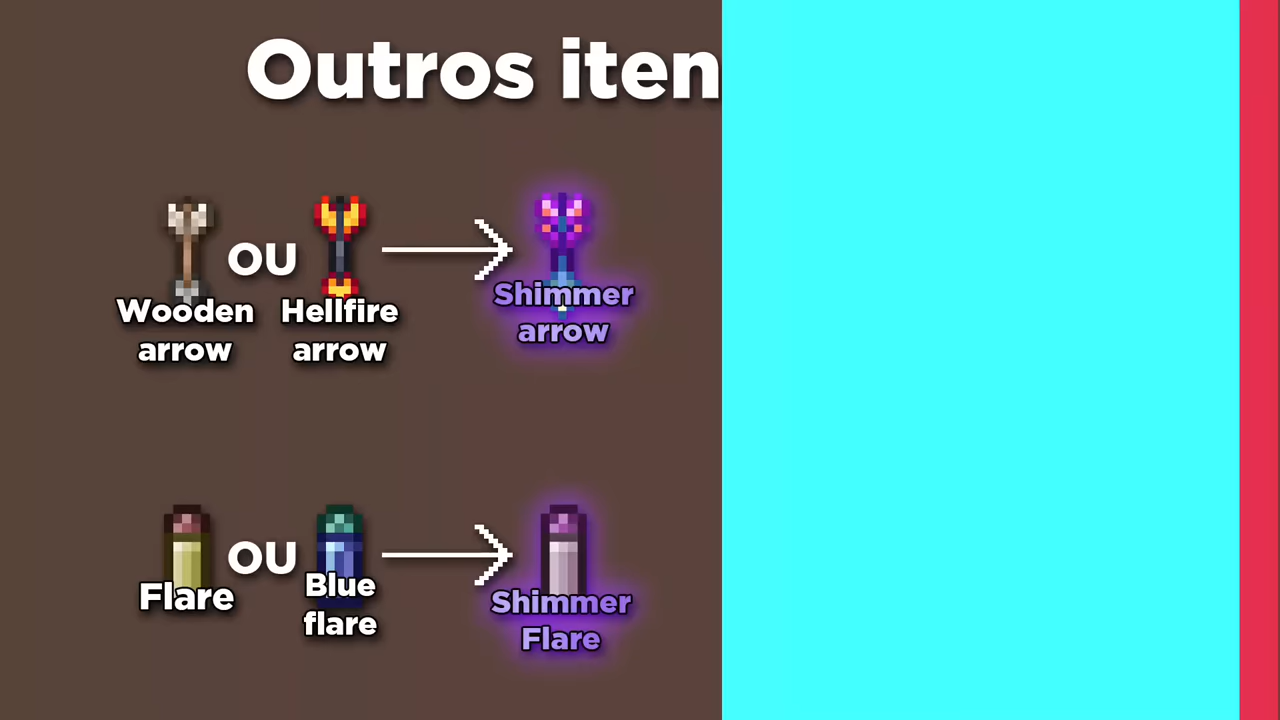 Outros iten
OU
Wooden
arrow
Hellfire
arrow
Shimmer
arrow
OU
Flare
Blue
flare
Shimmer
Flare